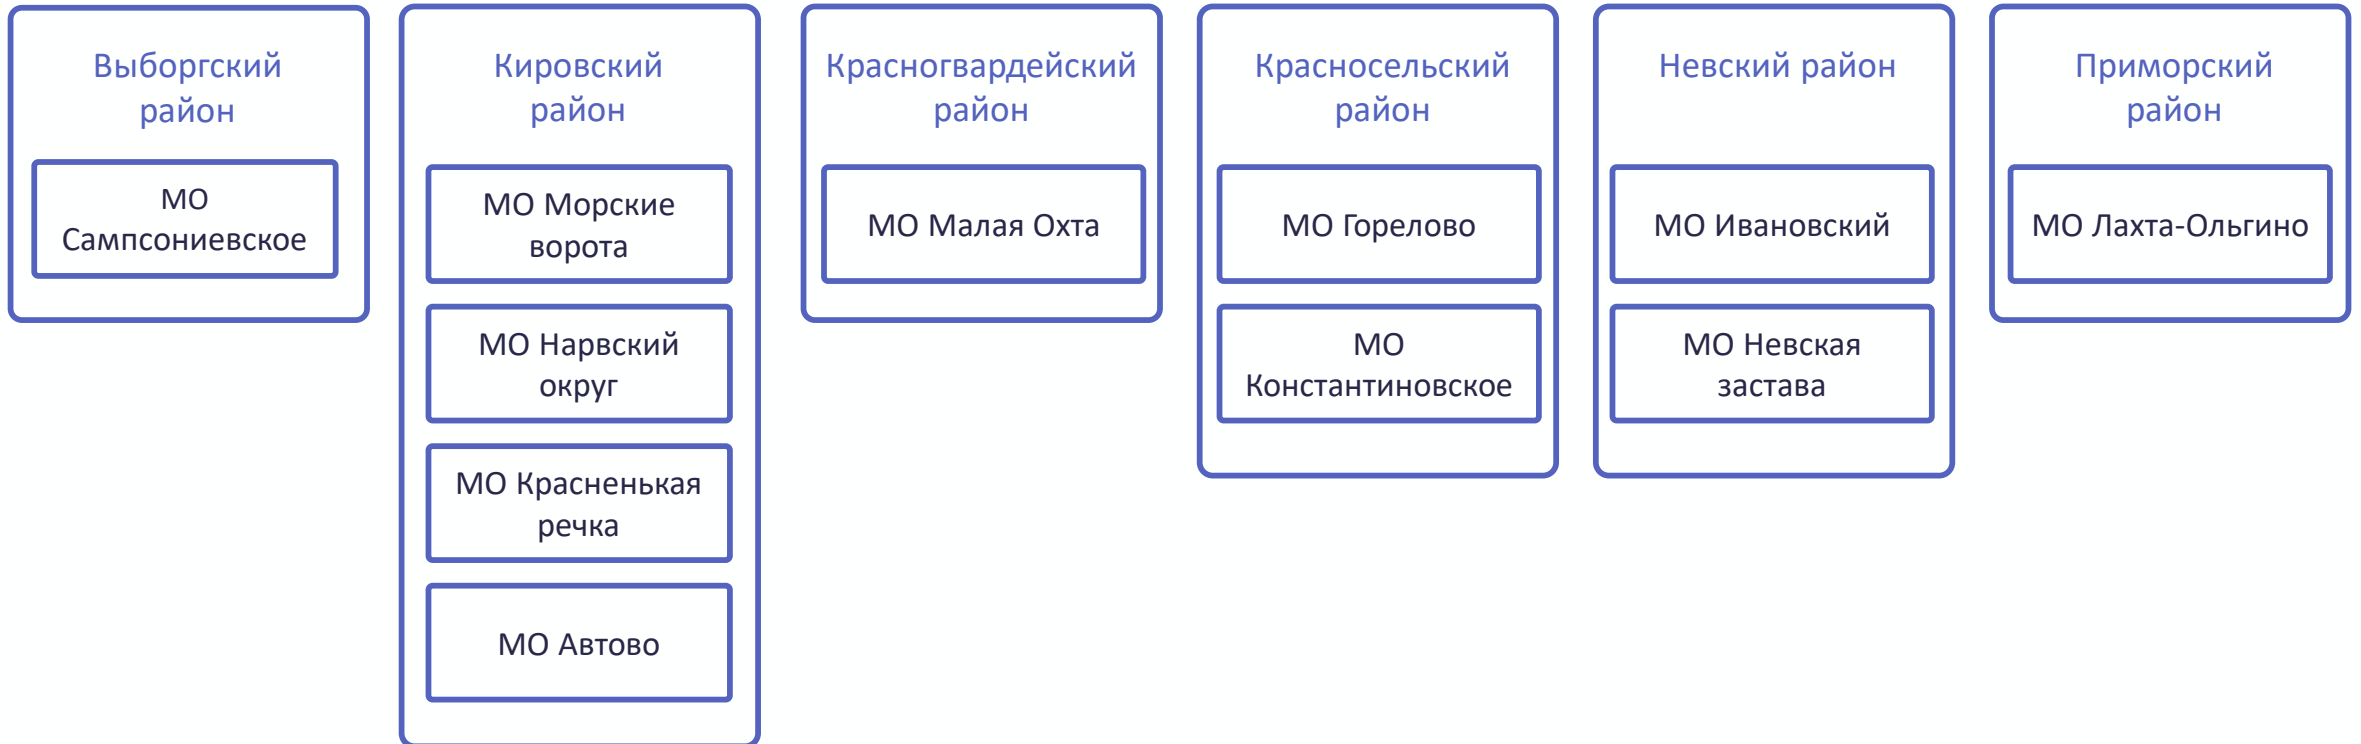 Выборгский
район
МО
Сампсониевское
Кировский
район
МО Морские
ворота
МО Нарвский
округ
МО Красненькая
речка
МО Автово
Красногвардейский
район
МО Малая Охта
Красносельский
район
МО Горелово
МО
Константиновское
Невский район
МО Ивановский
МО Невская
застава
Приморский
район
МО Лахта-Ольгино